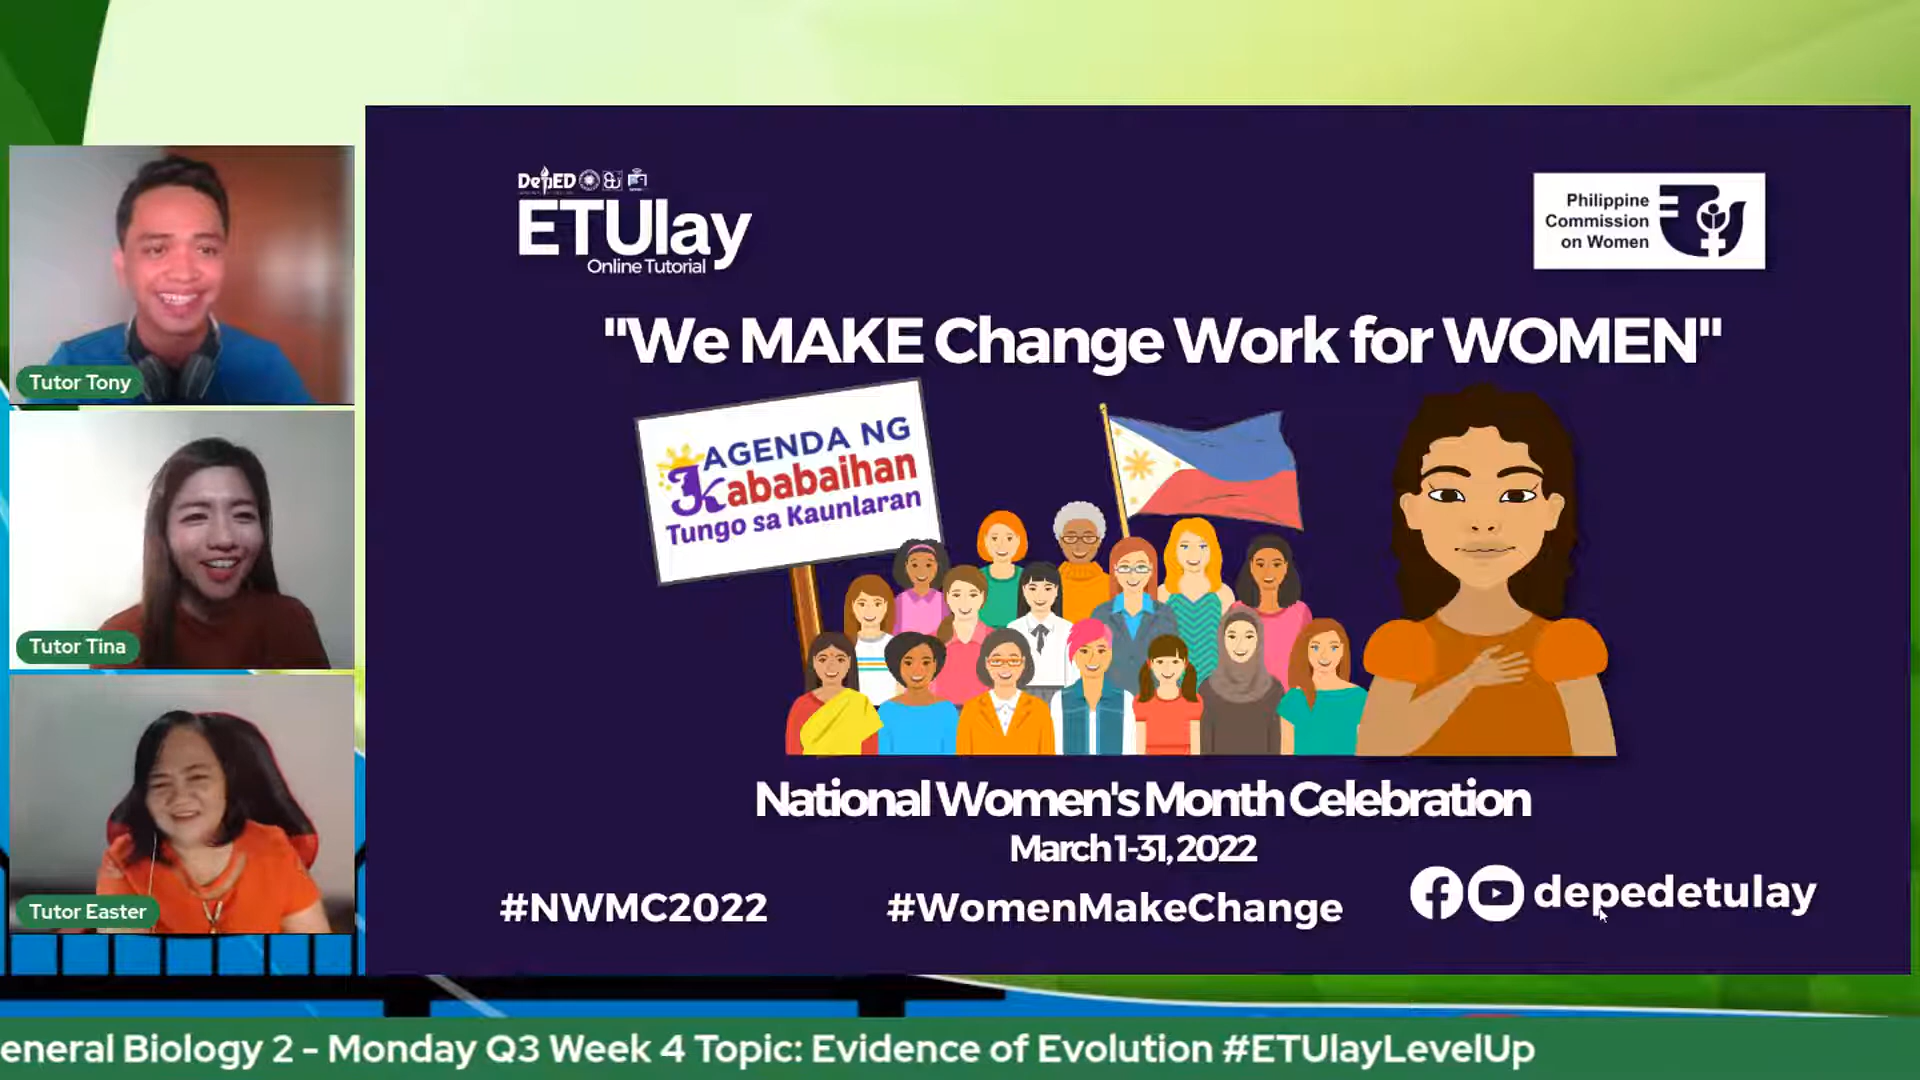 DepED
ETUlay
Online Tutorial
Philippine
Commission
on Women
"We MAKE Change Work for WOMEN"
AGENDA NG
Kababaihan
Tungo sa Kaunlaran
National Women's Month Celebration
March 1-31, 2022
#NWMC2022
#WomenMakeChange
depedetulay
Tutor Tony
Tutor Tina
Tutor Easter
eneral Biology 2 - Monday Q3 Week 4 Topic: Evidence of Evolution #ETUlayLevelUp